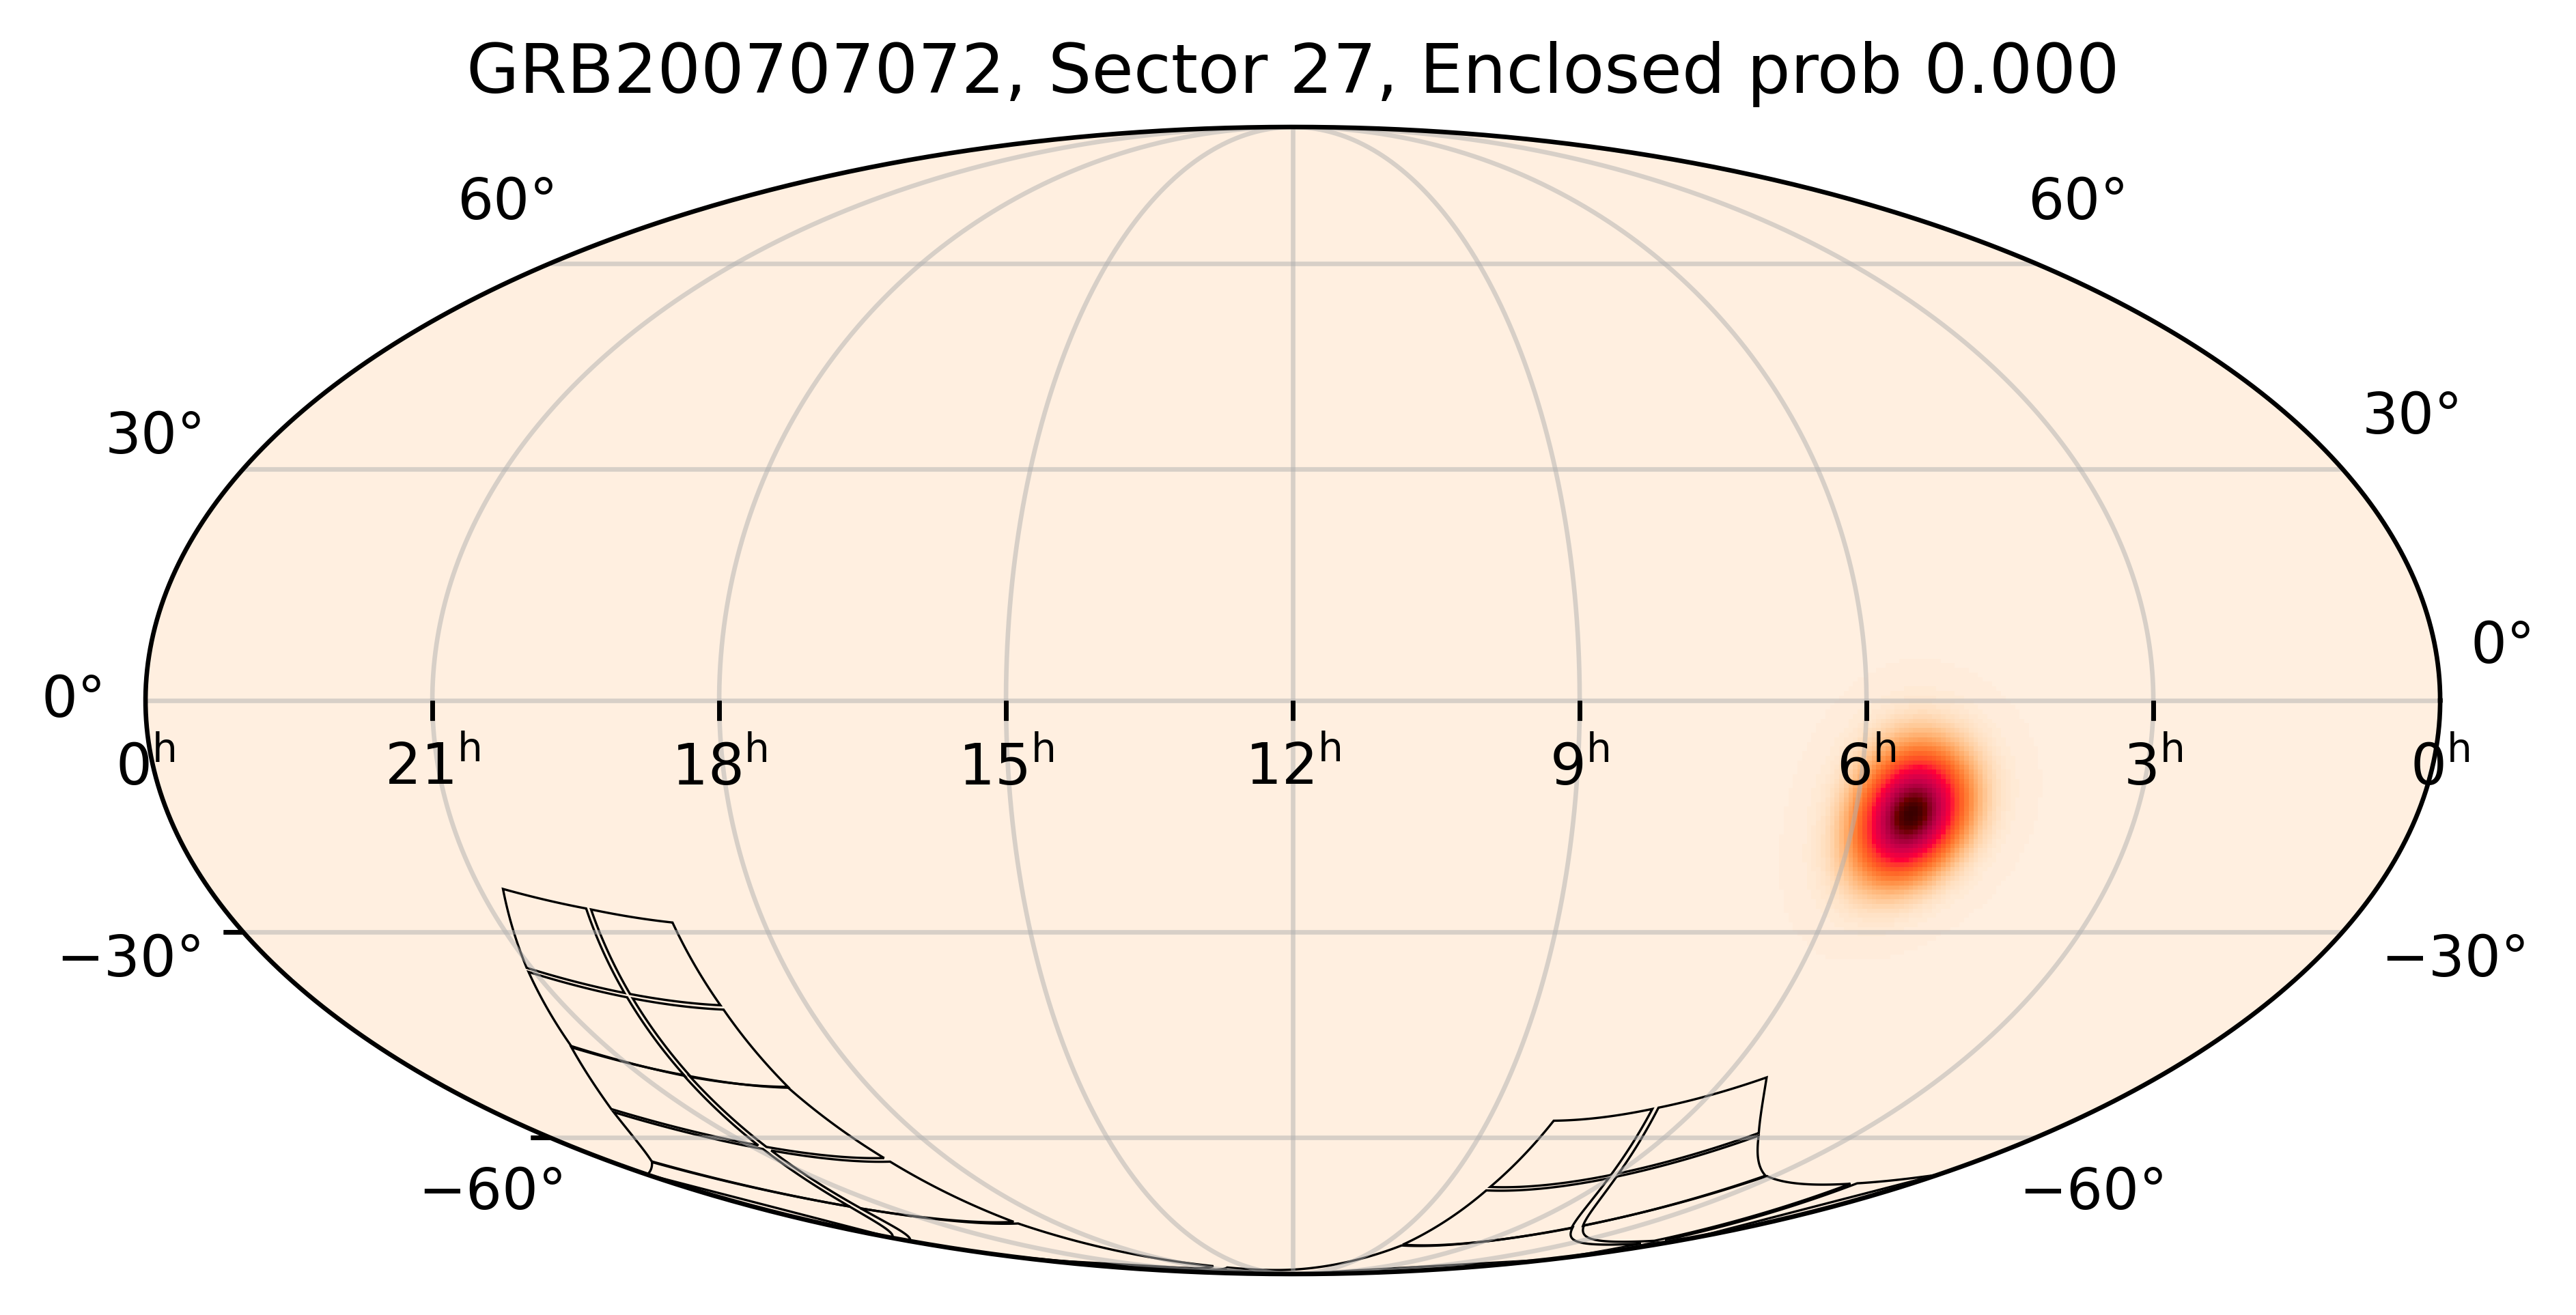 GRB200707072, Sector 27, Enclosed prob 0.000
60° 60°
30° 30°
0° 0°
0h 21h 18h 15h 12h 9h 6h 3h 0h
−30° −30°
−60° −60°